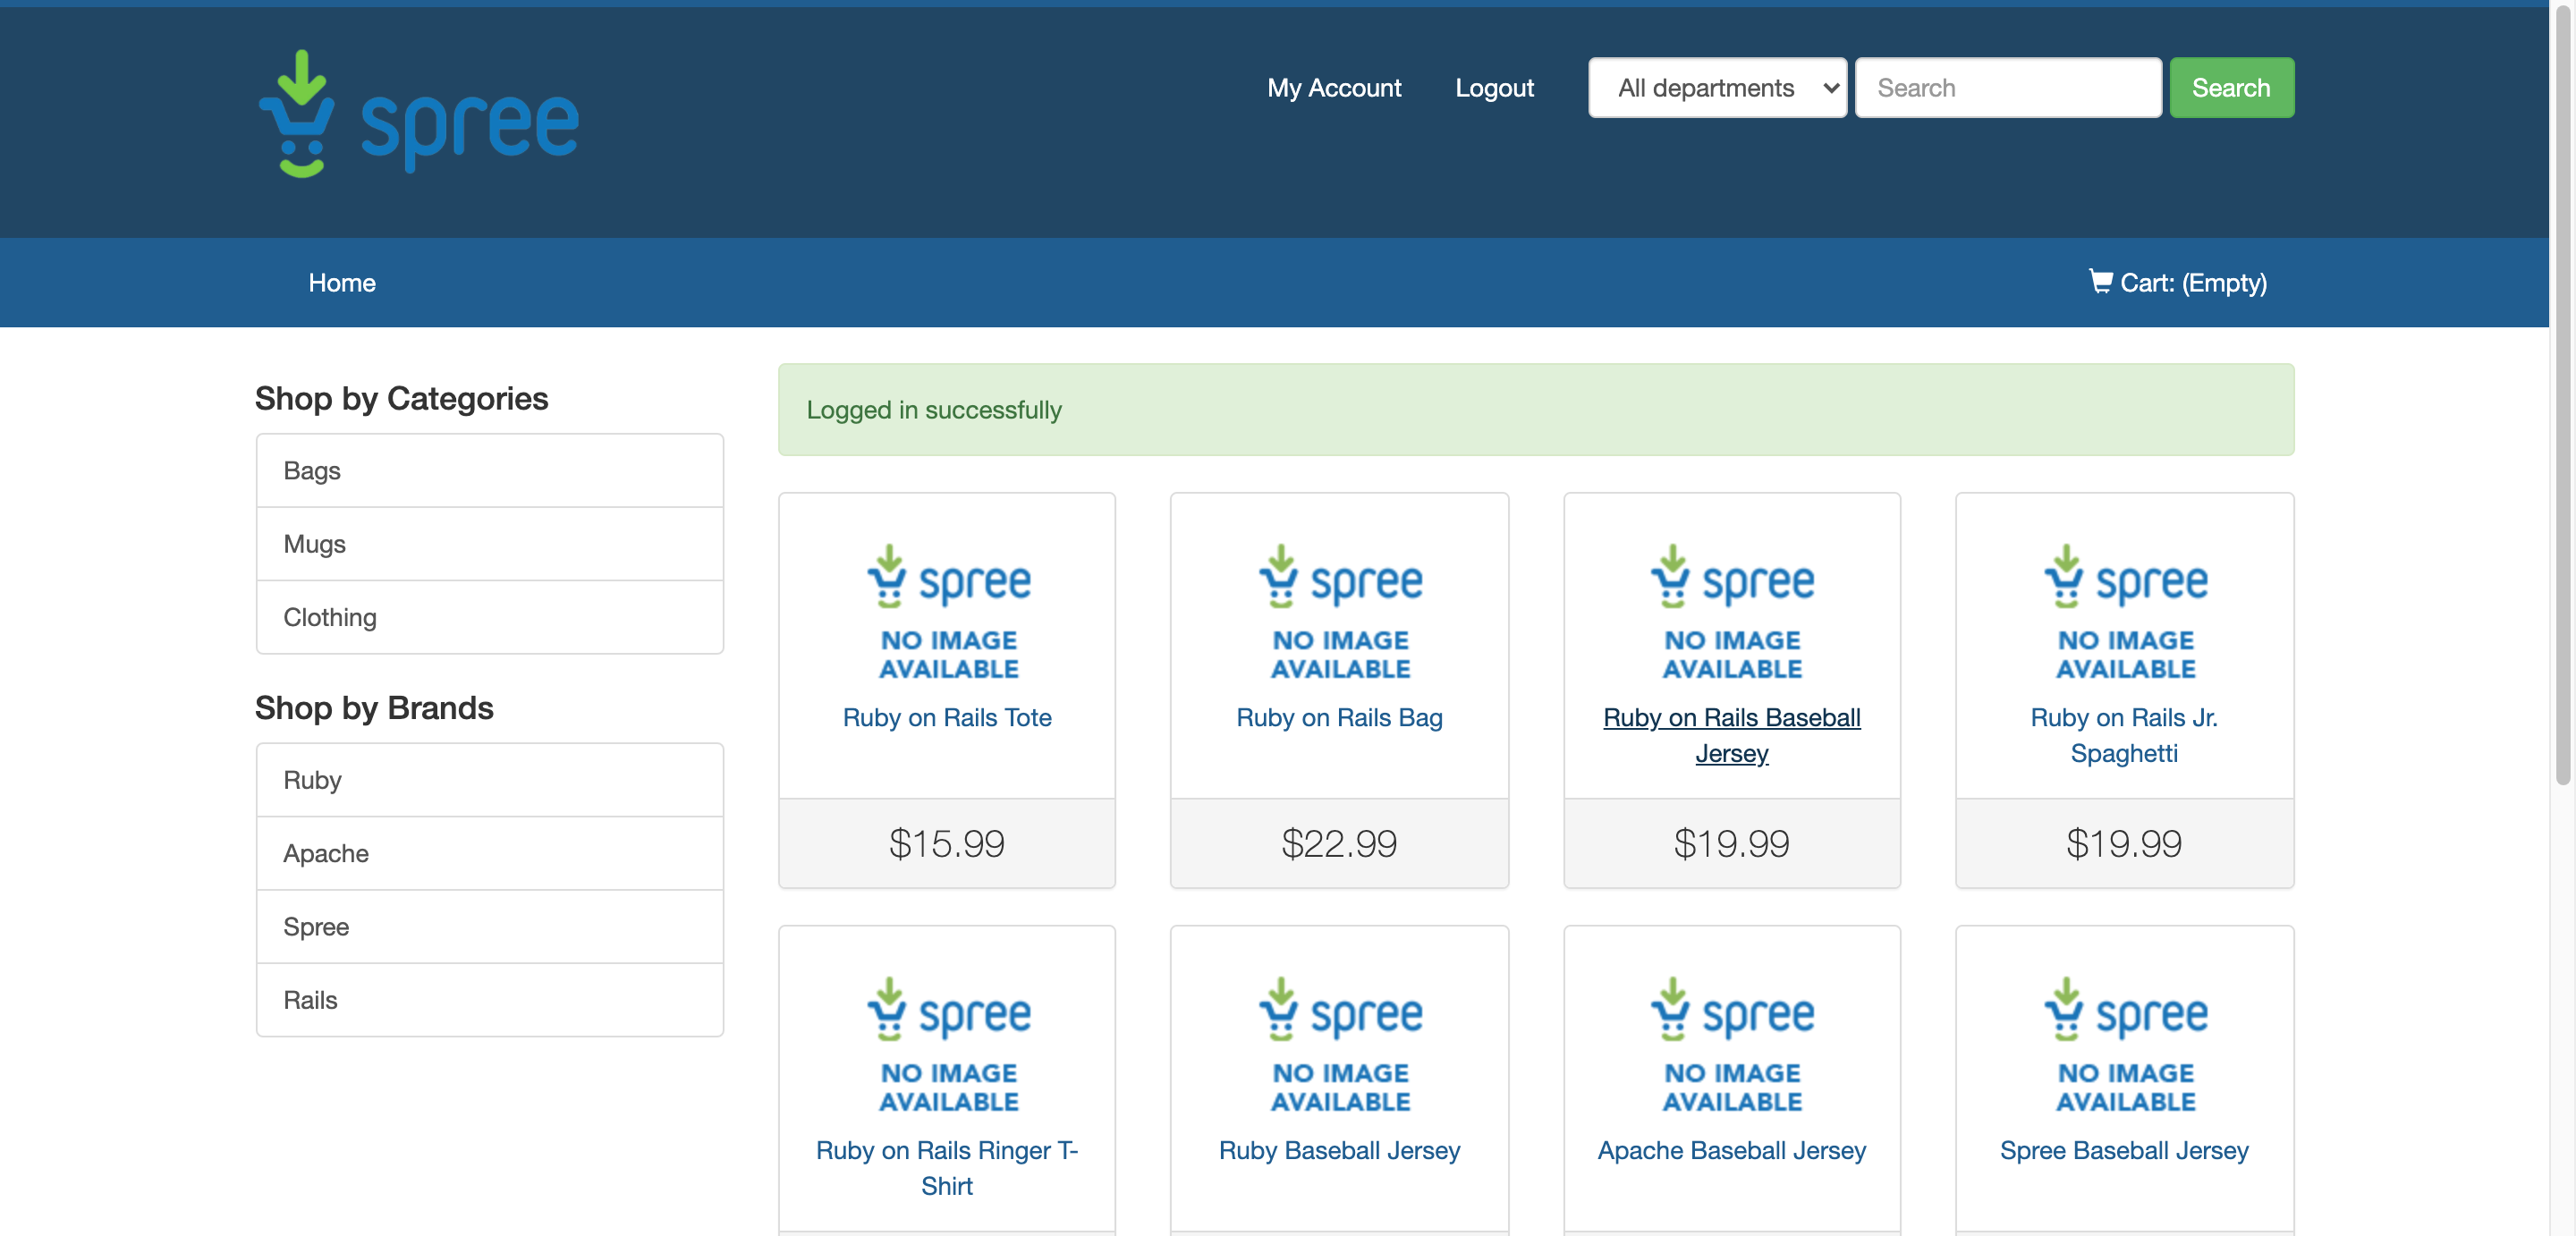 spree
My Account
Logout
All departments
Search
Search
Home
Cart: (Empty)
Shop by Categories
Bags
Mugs
Clothing
Shop by Brands
Ruby
Apache
Spree
Rails
Logged in successfully
spree
NO IMAGE
AVAILABLE
Ruby on Rails Tote
$15.99
spree
NO IMAGE
AVAILABLE
Ruby on Rails Bag
$22.99
spree
NO IMAGE
AVAILABLE
Ruby on Rails Baseball
Jersey
$19.99
spree
NO IMAGE
AVAILABLE
Ruby on Rails Jr.
Spaghetti
$19.99
spree
NO IMAGE
AVAILABLE
Ruby on Rails Ringer T-
Shirt
spree
NO IMAGE
AVAILABLE
Ruby Baseball Jersey
spree
NO IMAGE
AVAILABLE
Apache Baseball Jersey
spree
NO IMAGE
AVAILABLE
Spree Baseball Jersey